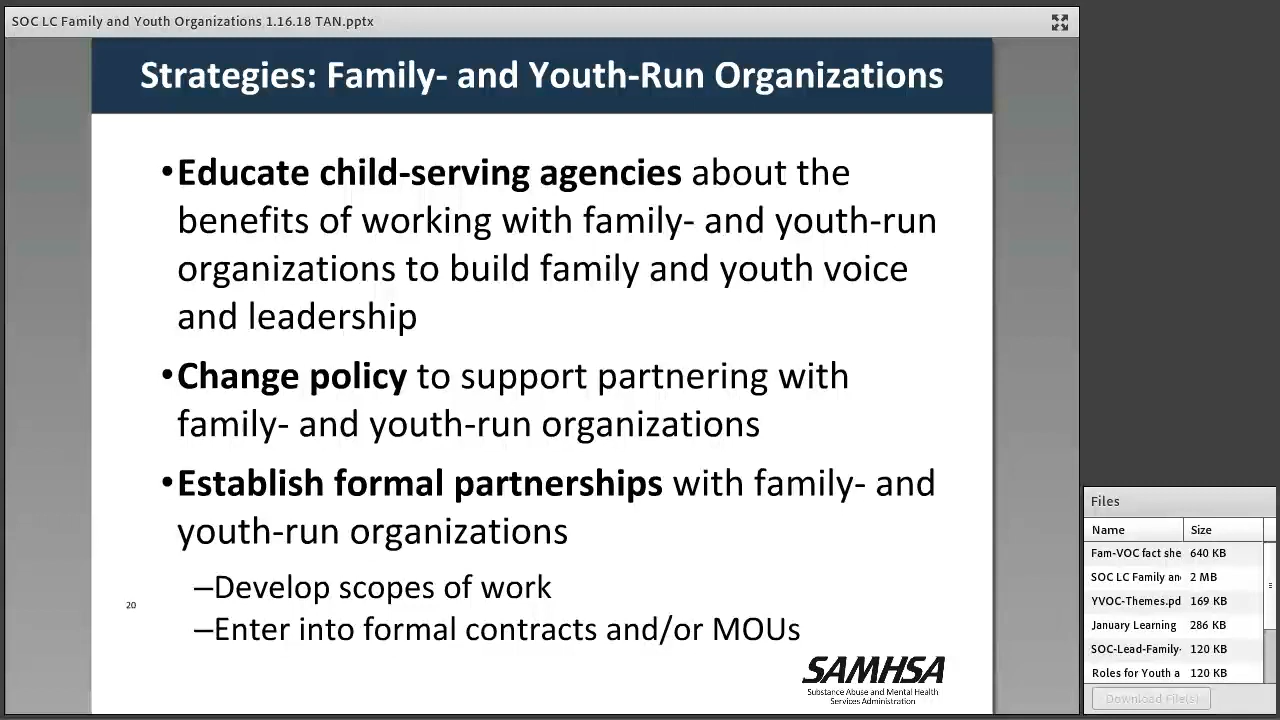 SOC LC Family and Youth Organizations 1.16.18 TAN.pptx
Strategies: Family- and Youth-Run Organizations
•Educate child-serving agencies about the
benefits of working with family- and youth-run
organizations to build family and youth voice
and leadership
•Change policy to support partnering with
family- and youth-run organizations
•Establish formal partnerships with family- and
youth-run organizations
–Develop scopes of work
–Enter into formal contracts and/or MOUs
20
SAMHSA
Substance Abuse and Mental Health
Services Administration
Files
Name Size
Fam-VOC fact she 640 KB
SOC LC Family an 2 MB
YVOC-Themes.pd 169 KB
January Learning 286 KB
SOC-Lead-Family- 120 KB
Roles for Youth a 120 KB
Download File(s)